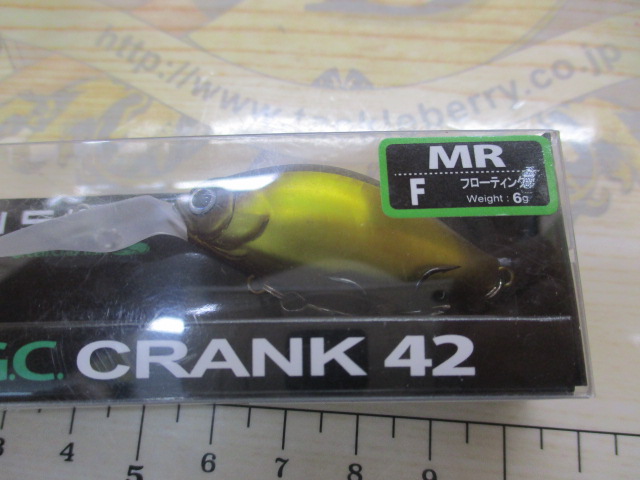 http://www.tackleberry.co.jp
MR
F フローティング
Weight : 6g
G.C. CRANK 42
3 4 5 6 7 8 9